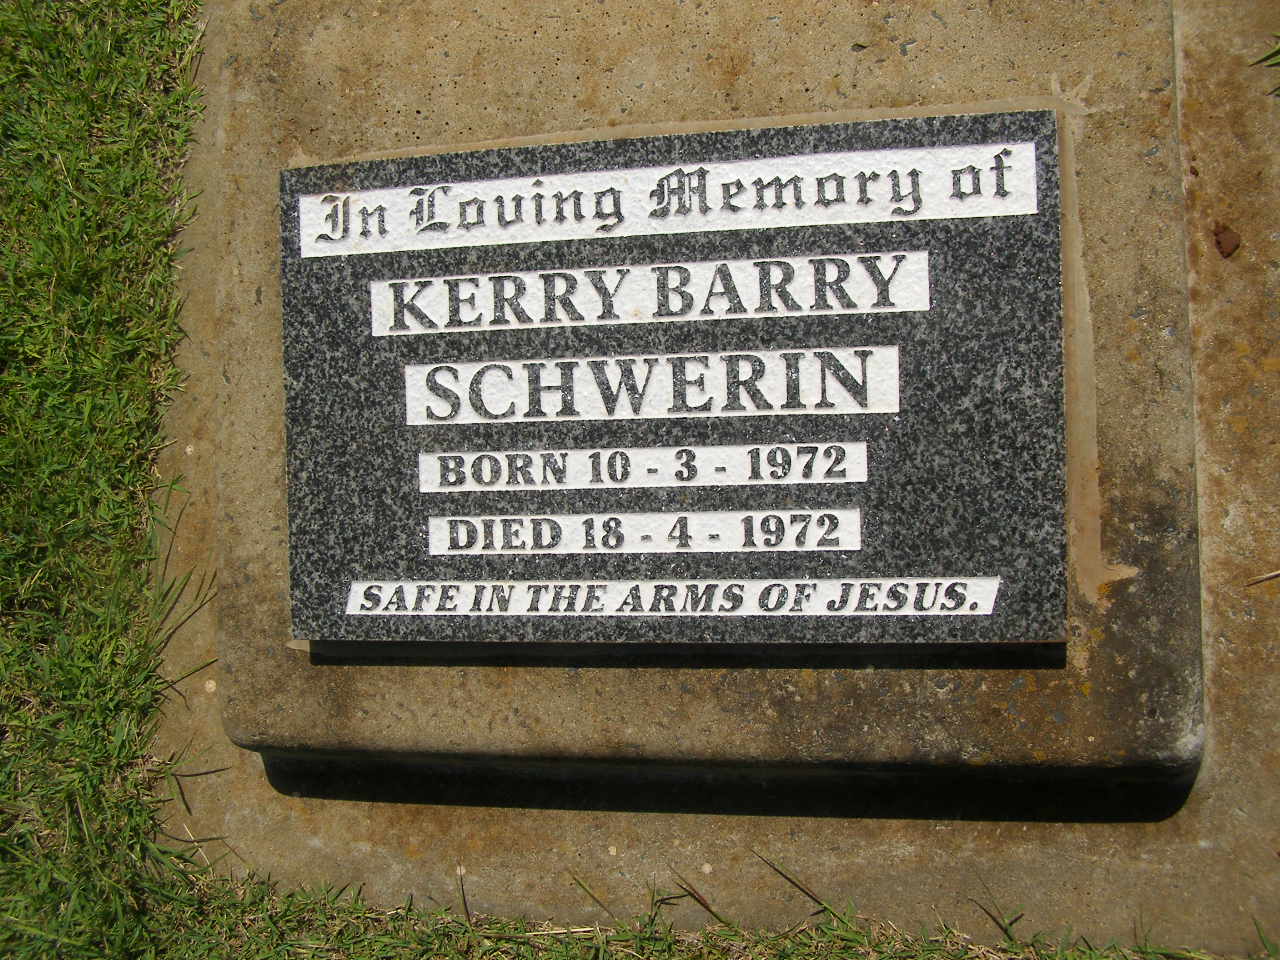 In Loving Memory of
KERRY BARRY
SCHWERIN
BORN 10 - 3 - 1972
DIED 18 - 4 - 1972
SAFE IN THE ARMS OF JESUS.